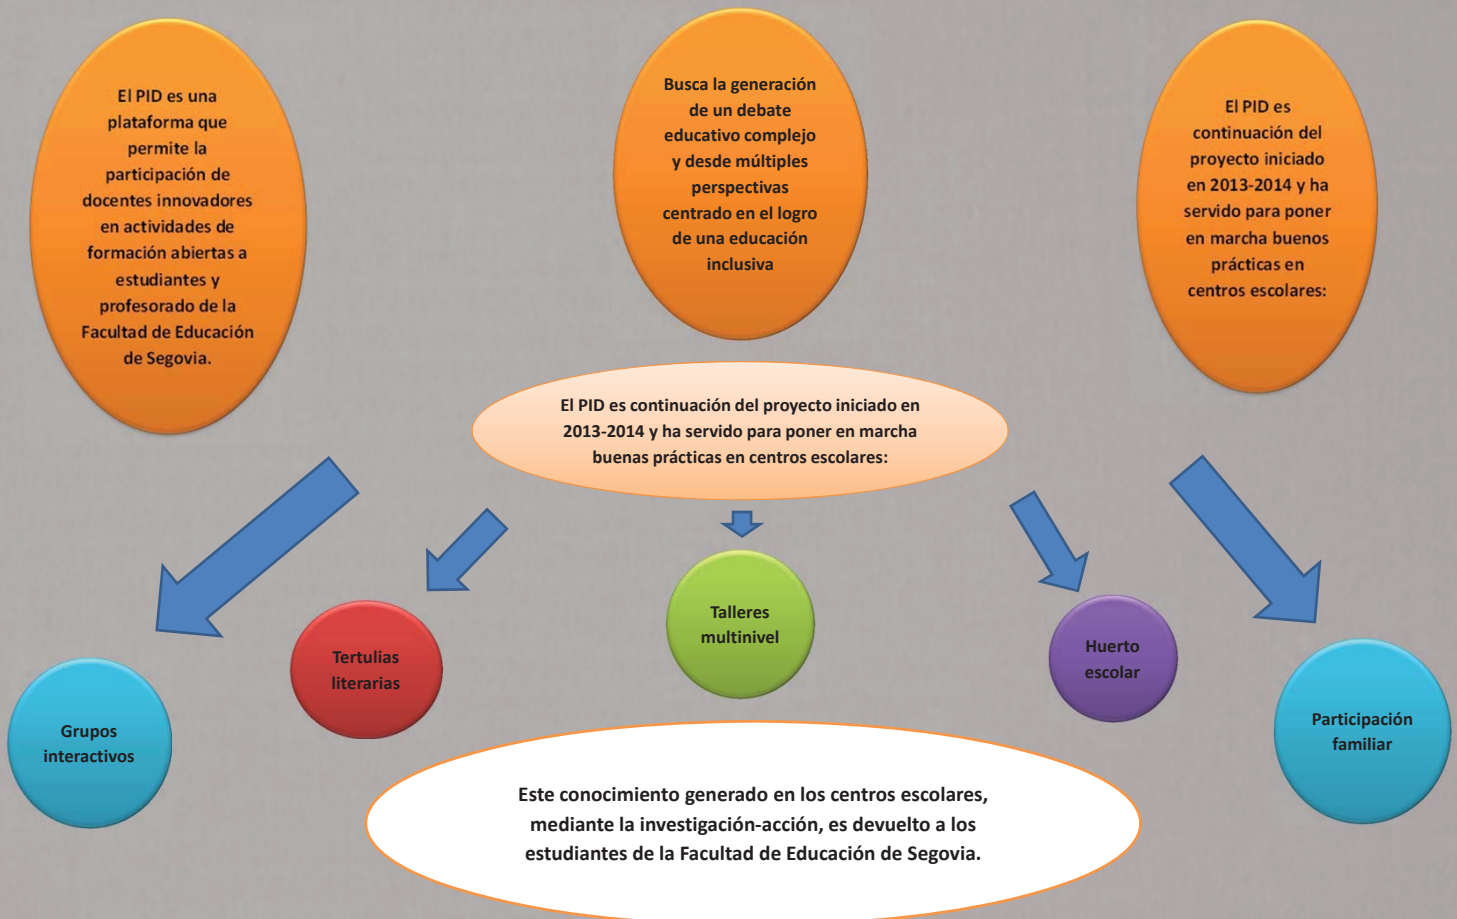 El PID es una
plataforma que
permite la
participación de
docentes innovadores
en actividades de
formación abiertas a
estudiantes y
profesorado de la
Facultad de Educación
de Segovia.
Busca la generación
de un debate
educativo complejo
y desde múltiples
perspectivas
centrado en el logro
de una educación
inclusiva
El PID es
continuación del
proyecto iniciado
en 2013-2014 y ha
servido para poner
en marcha buenos
prácticas en
centros escolares:
El PID es continuación del proyecto iniciado en
2013-2014 y ha servido para poner en marcha
buenas prácticas en centros escolares:
Grupos
interactivos
Tertulias
literarias
Talleres
multinivel
Huerto
escolar
Participación
familiar
Este conocimiento generado en los centros escolares,
mediante la investigación-acción, es devuelto a los
estudiantes de la Facultad de Educación de Segovia.